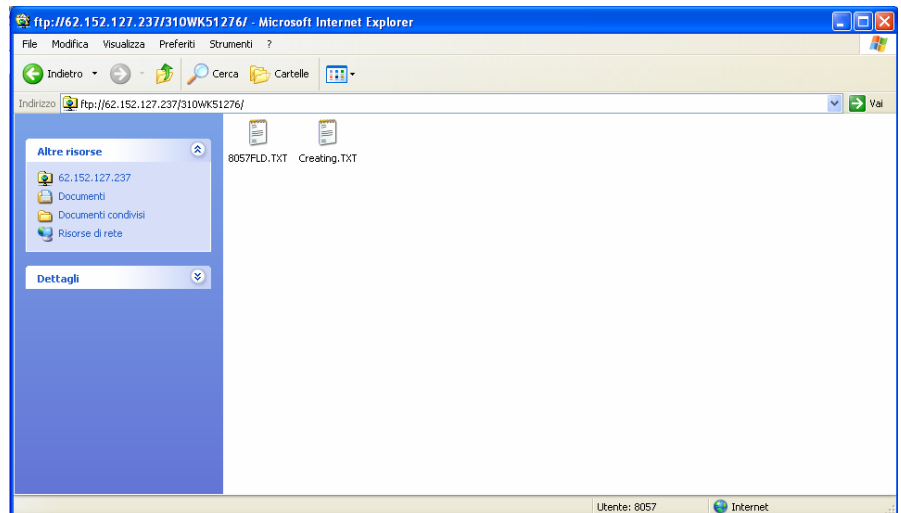 ftp://62.152.127.237/310WK51276/ - Microsoft Internet Explorer
File Modifica Visualizza Preferiti Strumenti ?
Indietro Cerca Cartelle
Indirizzo ftp://62.152.127.237/310WK51276/ Vai
Altre risorse
62.152.127.237
Documenti
Documenti condivisi
Risorse di rete
Dettagli
8057FLD.TXT Creating.TXT
Utente: 8057 Internet